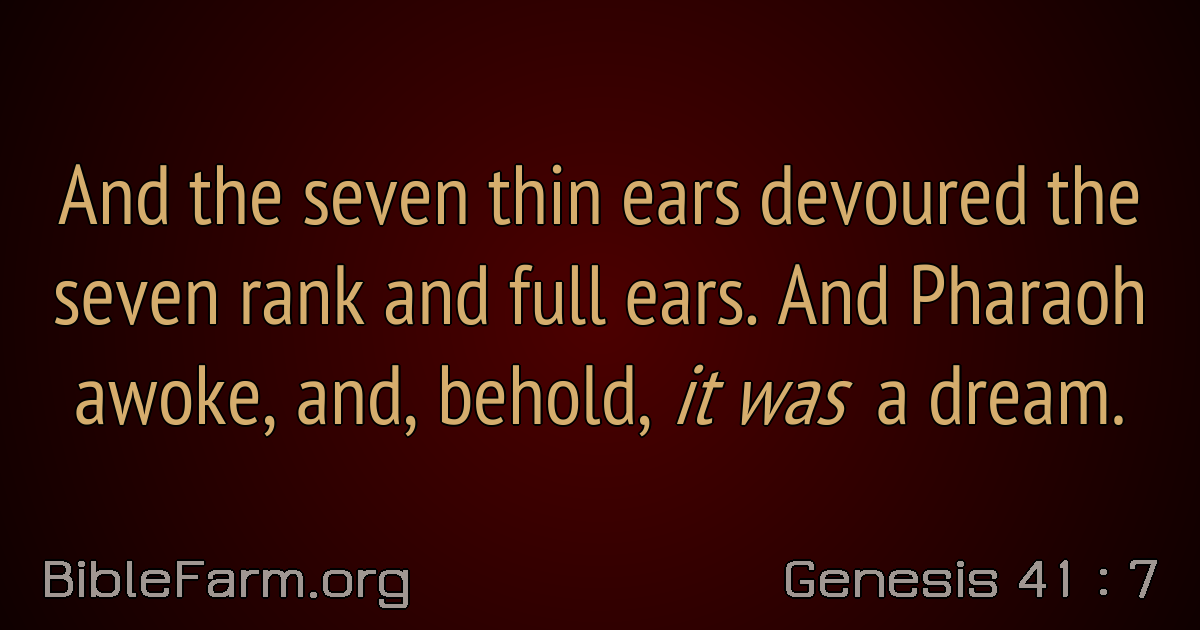 And the seven thin ears devoured the
seven rank and full ears. And Pharaoh
awoke, and, behold, it was a dream.
BibleFarm.org
Genesis 41 : 7